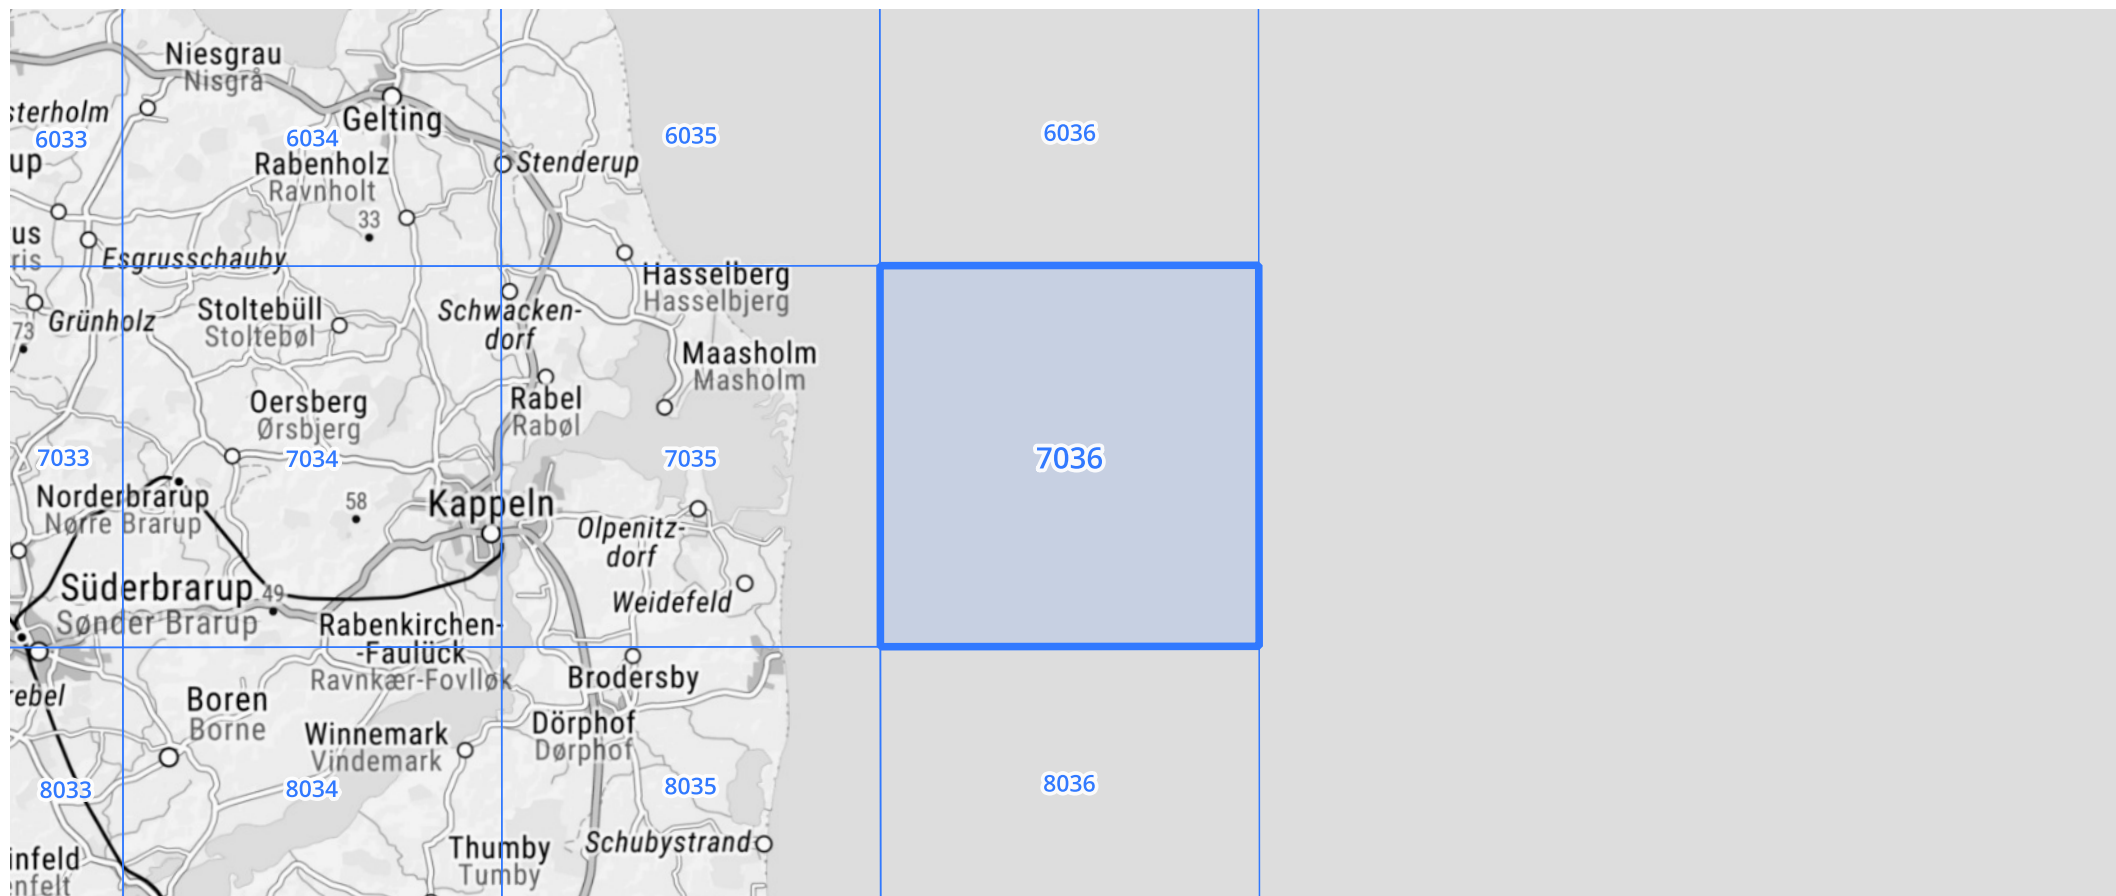 Niesgrau
Nisgrå
sterholm
6033
Gelting
6034
6035
6036
up
Rabenholz
Ravnholt
Stenderup
33
us
ris
Esgrusschauby
Hasselberg
Hasselbjerg
73
Grünholz
Stoltebüll
Stoltebøl
Schwacken-
dorf
Maasholm
Masholm
Oersberg
Ørsbjerg
Rabel
Rabøl
7033
7034
7035
7036
Norderbrarup
Nørre Brarup
58
Kappeln
Olpenitz-
dorf
Süderbrarup
Sønder Brarup
49
Weidefeld
Rabenkirchen-
-Faulück
Ravnkær-Fovlløk
Brodersby
ebel
Boren
Borne
Winnemark
Vindemark
Dörphof
Dørphof
8033
8034
8035
8036
infeld
enfelt
Thumby
Tumby
Schubystrand